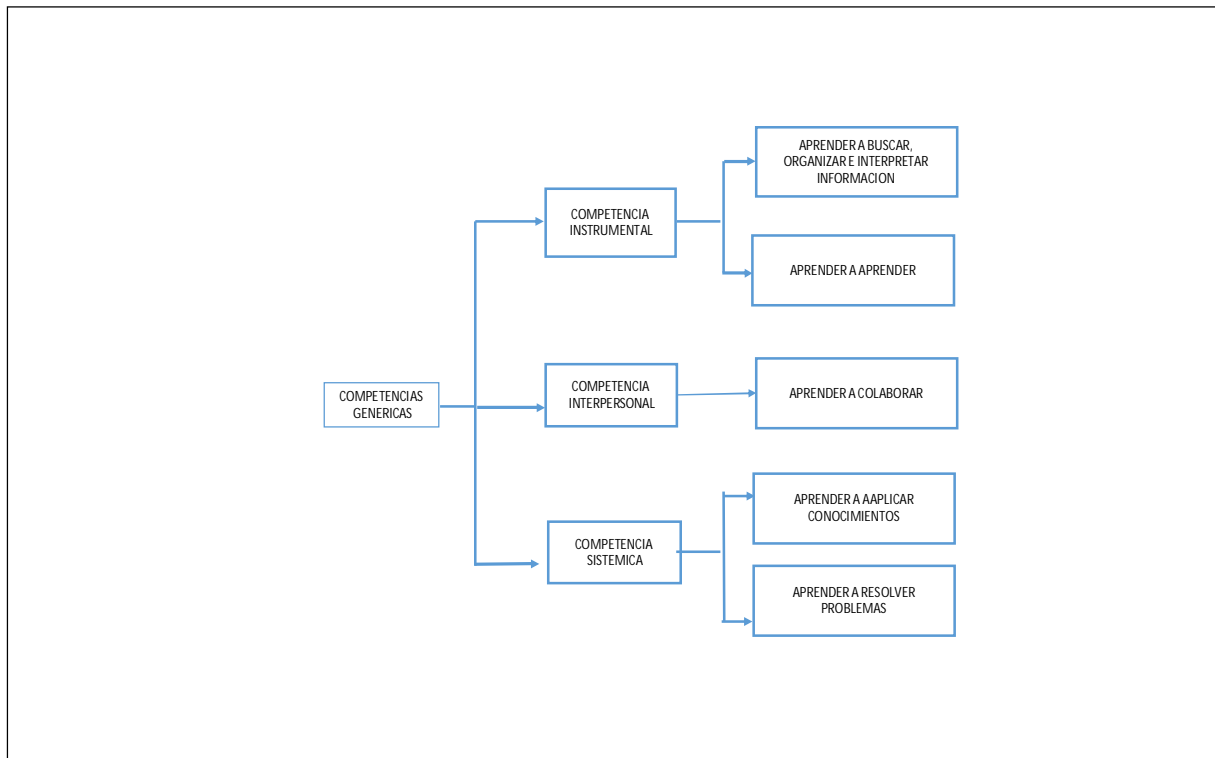 APRENDER A BUSCAR,
ORGANIZAR E INTERPRETAR
INFORMACION
COMPETENCIA
INSTRUMENTAL
APRENDER A APRENDER
COMPETENCIAS
GENERICAS
COMPETENCIA
INTERPERSONAL
APRENDER A COLABORAR
APRENDER A AAPLICAR
CONOCIMIENTOS
COMPETENCIA
SISTEMICA
APRENDER A RESOLVER
PROBLEMAS